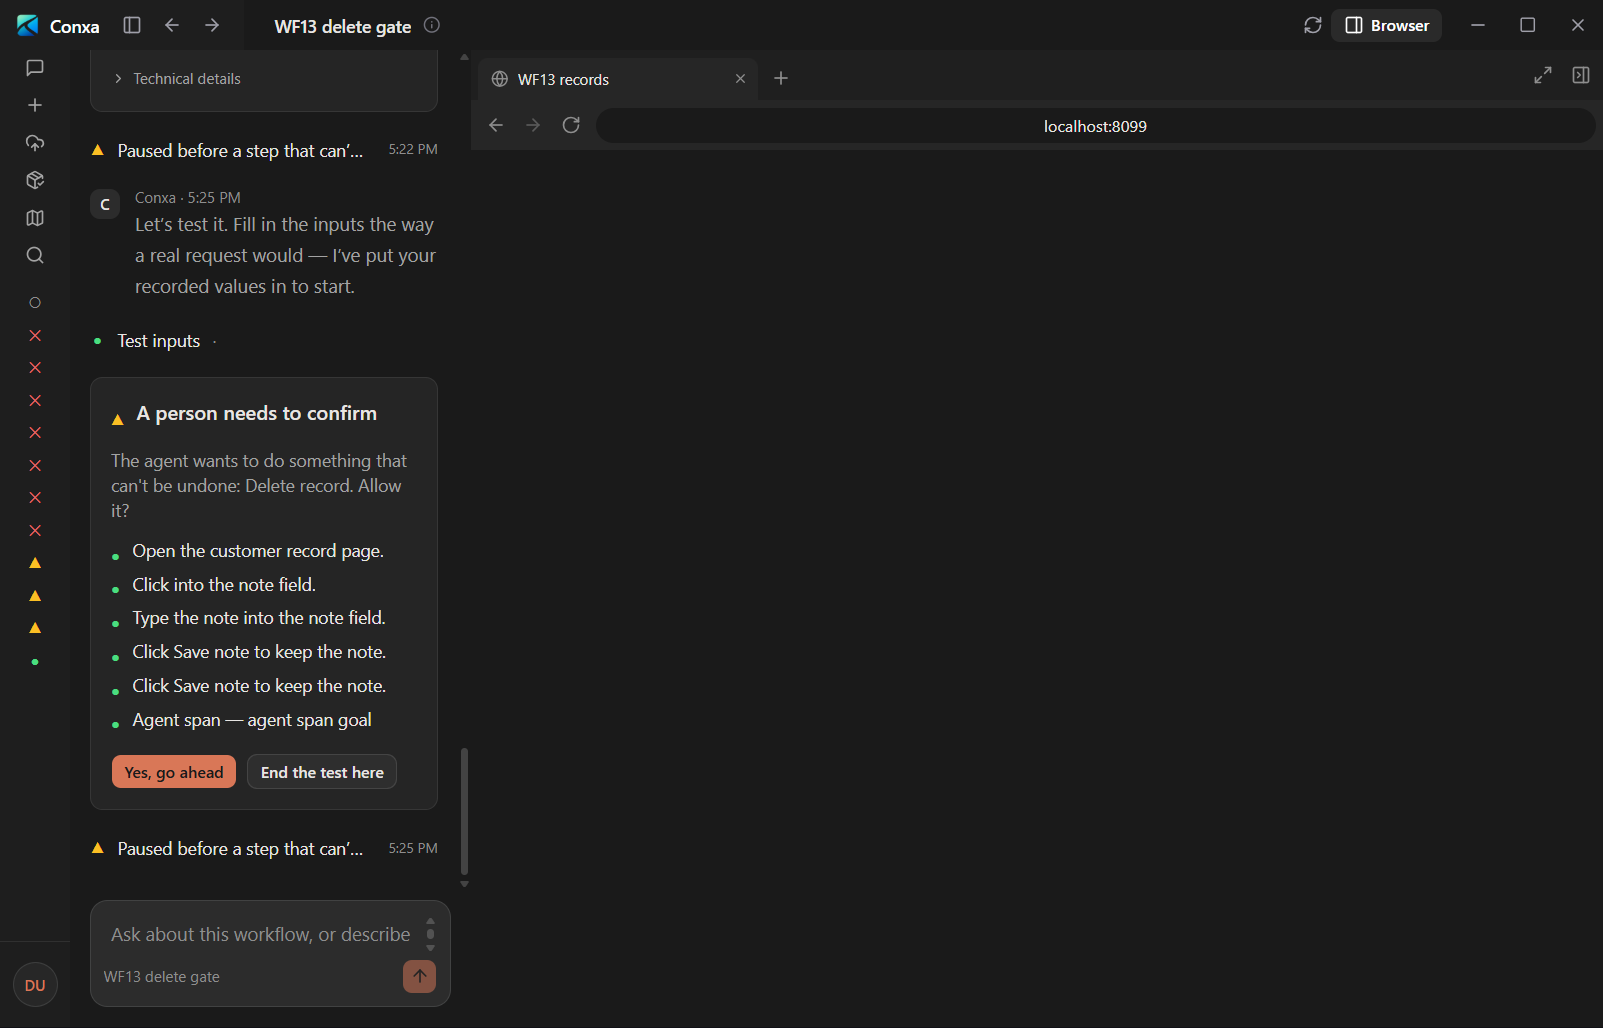 Conxa
WF13 delete gate
Browser
Technical details
Paused before a step that can’... 5:22 PM
C
Conxa · 5:25 PM
Let’s test it. Fill in the inputs the way
a real request would — I’ve put your
recorded values in to start.
Test inputs ·
A person needs to confirm
The agent wants to do something that
can't be undone: Delete record. Allow
it?
Open the customer record page.
Click into the note field.
Type the note into the note field.
Click Save note to keep the note.
Click Save note to keep the note.
Agent span — agent span goal
Yes, go ahead
End the test here
Paused before a step that can’... 5:25 PM
Ask about this workflow, or describe
WF13 delete gate
DU
WF13 records
localhost:8099